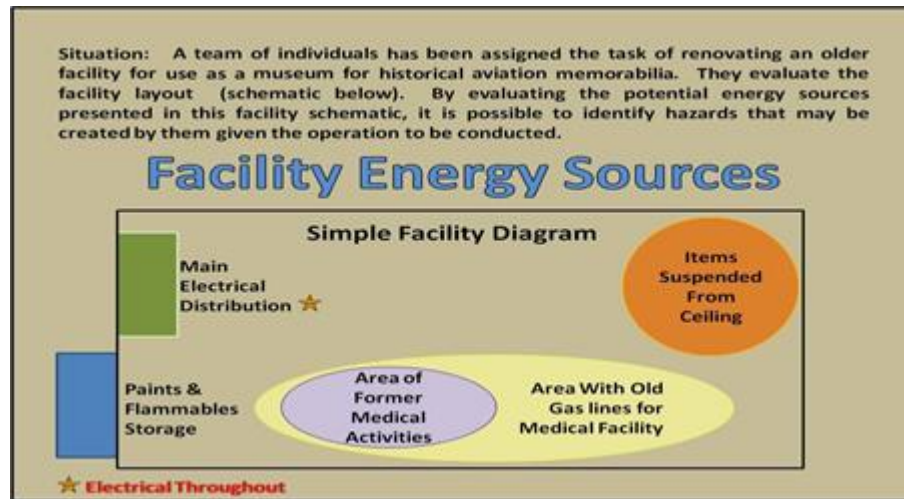 Situation: A team of individuals has been assigned the task of renovating an older
facility for use as a museum for historical aviation memorabilia. They evaluate the
facility layout (schematic below). By evaluating the potential energy sources
presented in this facility schematic, it is possible to identify hazards that may be
created by them given the operation to be conducted.
Facility Energy Sources
Simple Facility Diagram
Main
Electrical
Distribution
Items
Suspended
From
Ceiling
Paints &
Flammables
Storage
Area of
Former
Medical
Activities
Area With Old
Gas lines for
Medical Facility
Electrical Throughout